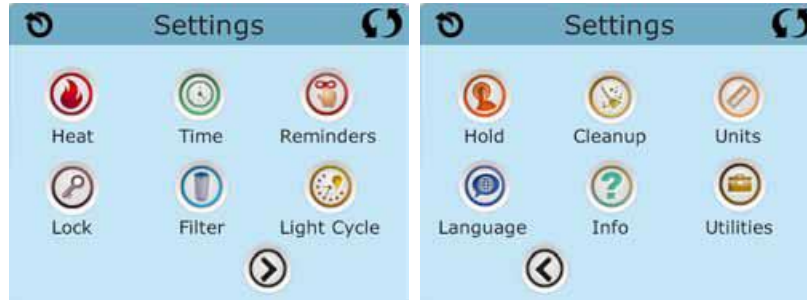 Settings
Heat Time Reminders
Lock Filter Light Cycle
Settings
Hold Cleanup Units
Language Info Utilities